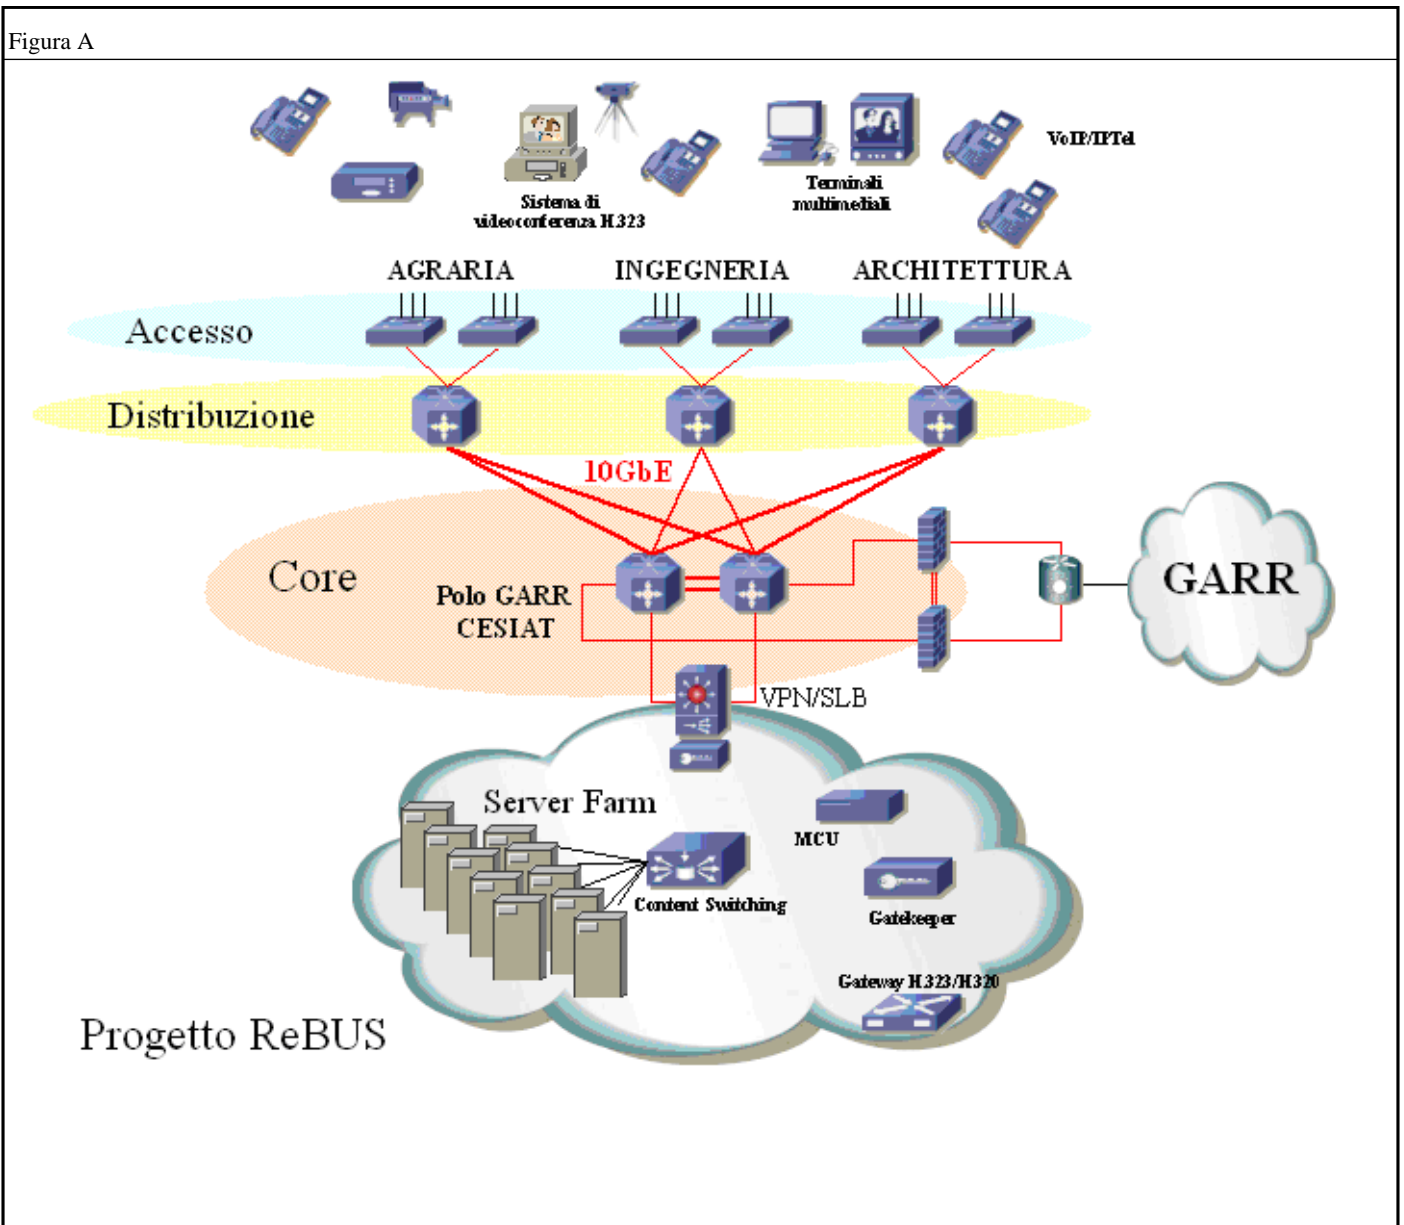 Figura A
VoIP/IPTel
Terminali
multimediali
Sistema di
videoconferenza H.323
AGRARIA
INGEGNERIA
ARCHITETTURA
Accesso
Distribuzione
10GbE
Core
Polo GARR
CESIAT
GARR
VPN/SLB
Server Farm
MCU
Content Switching
Gatekeeper
Gateway H.323/H.320
Progetto ReBUS